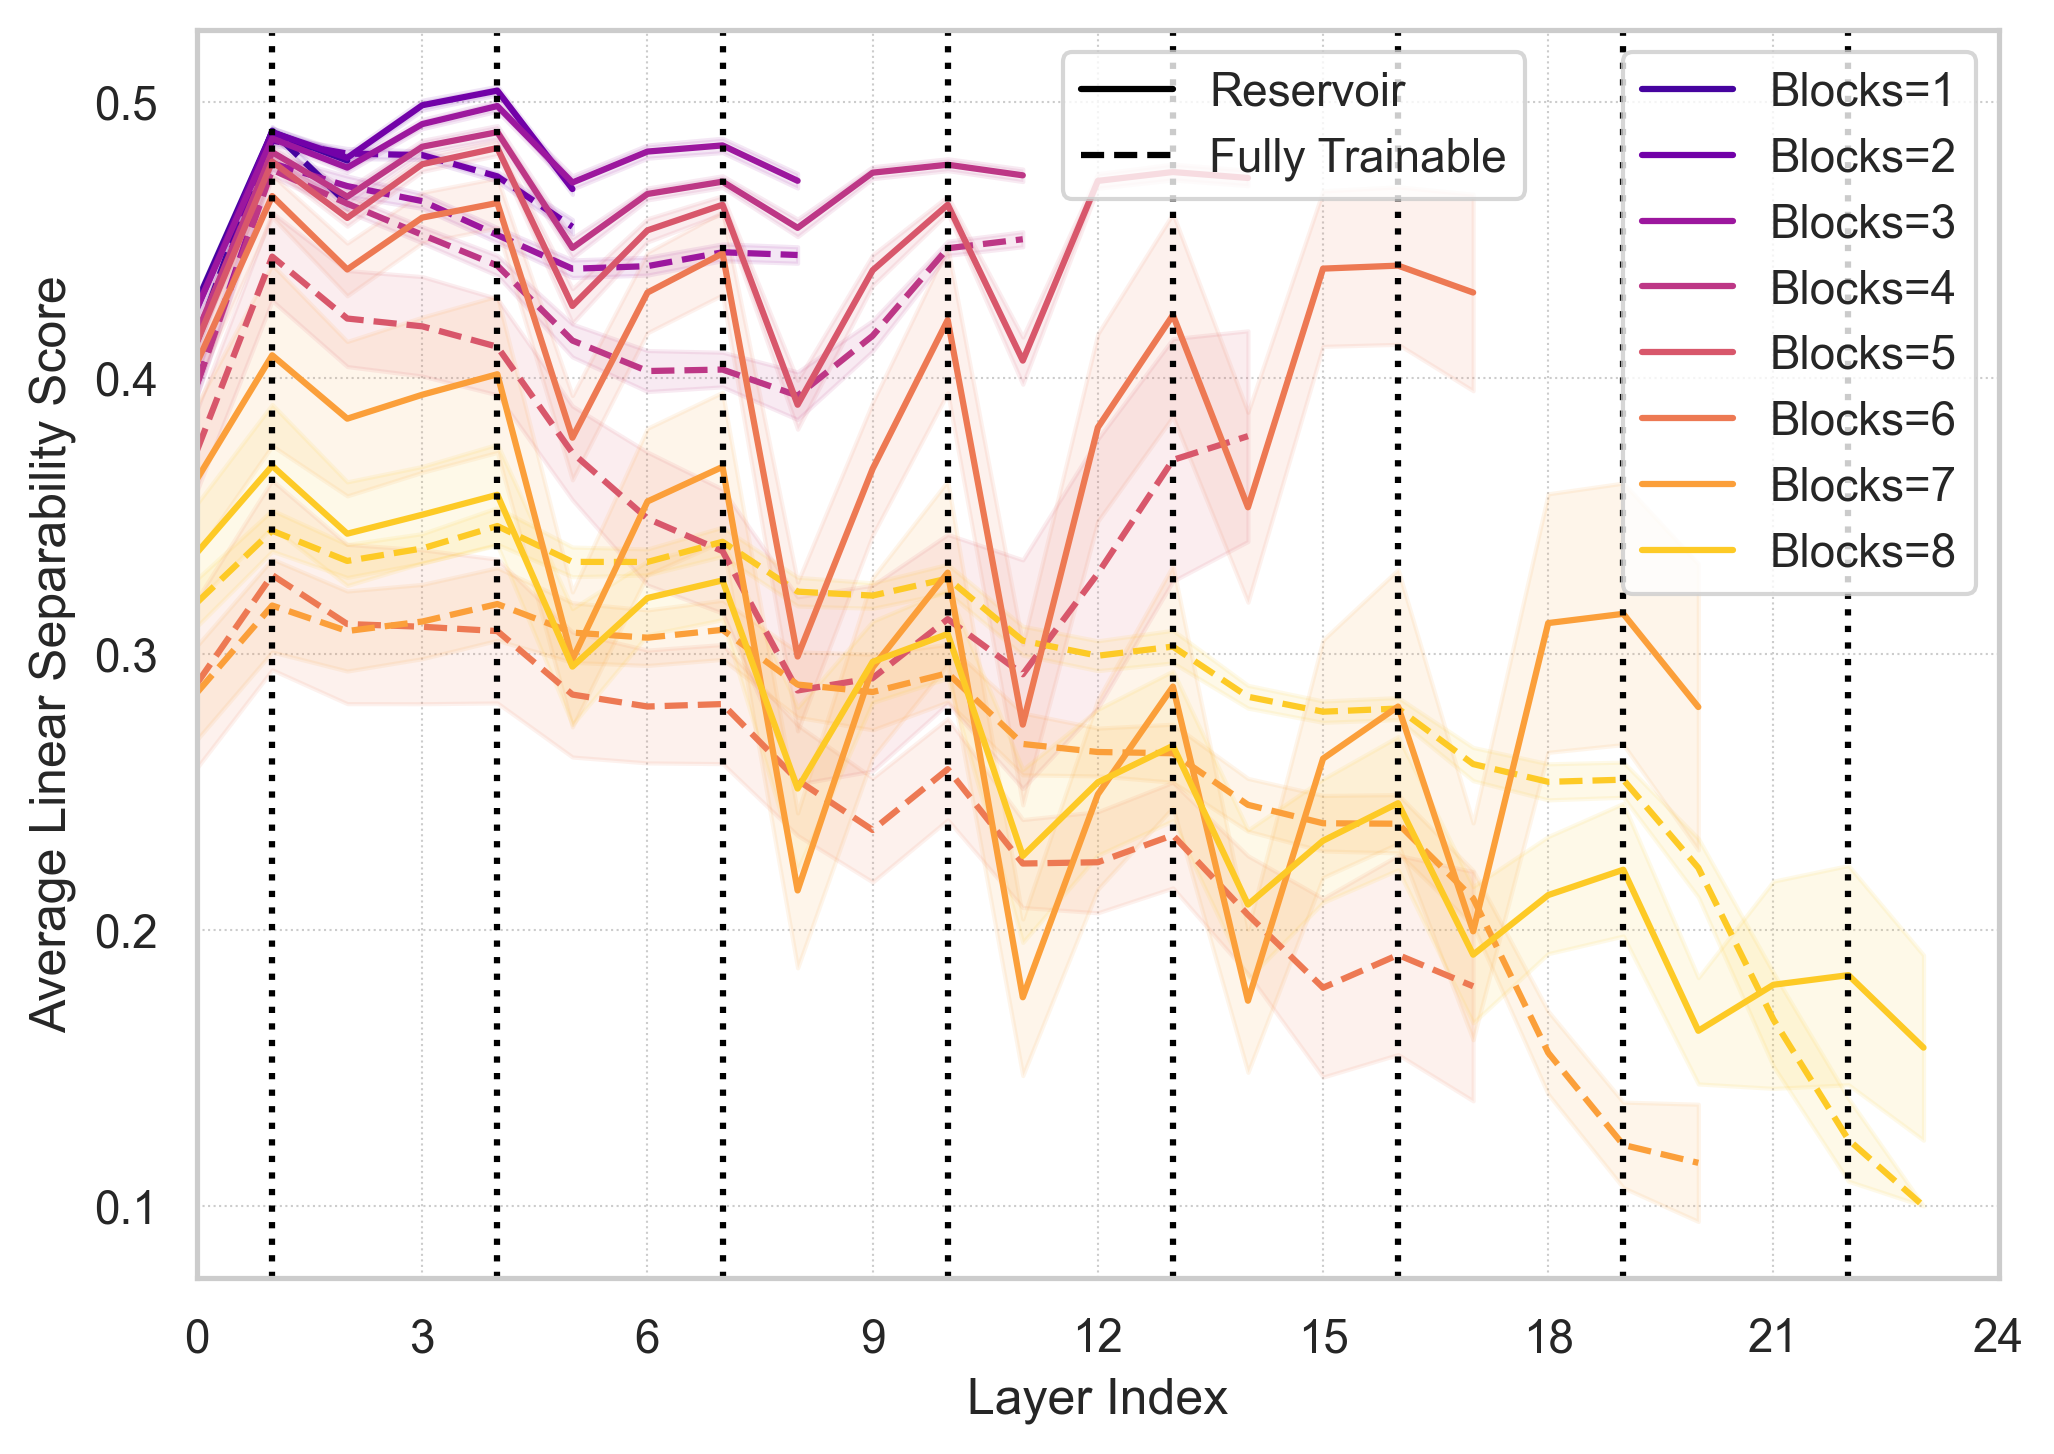 Average Linear Separability Score
0.5
0.4
0.3
0.2
0.1
Reservoir
Fully Trainable
Blocks=1
Blocks=2
Blocks=3
Blocks=4
Blocks=5
Blocks=6
Blocks=7
Blocks=8
0 3 6 9 12 15 18 21 24
Layer Index